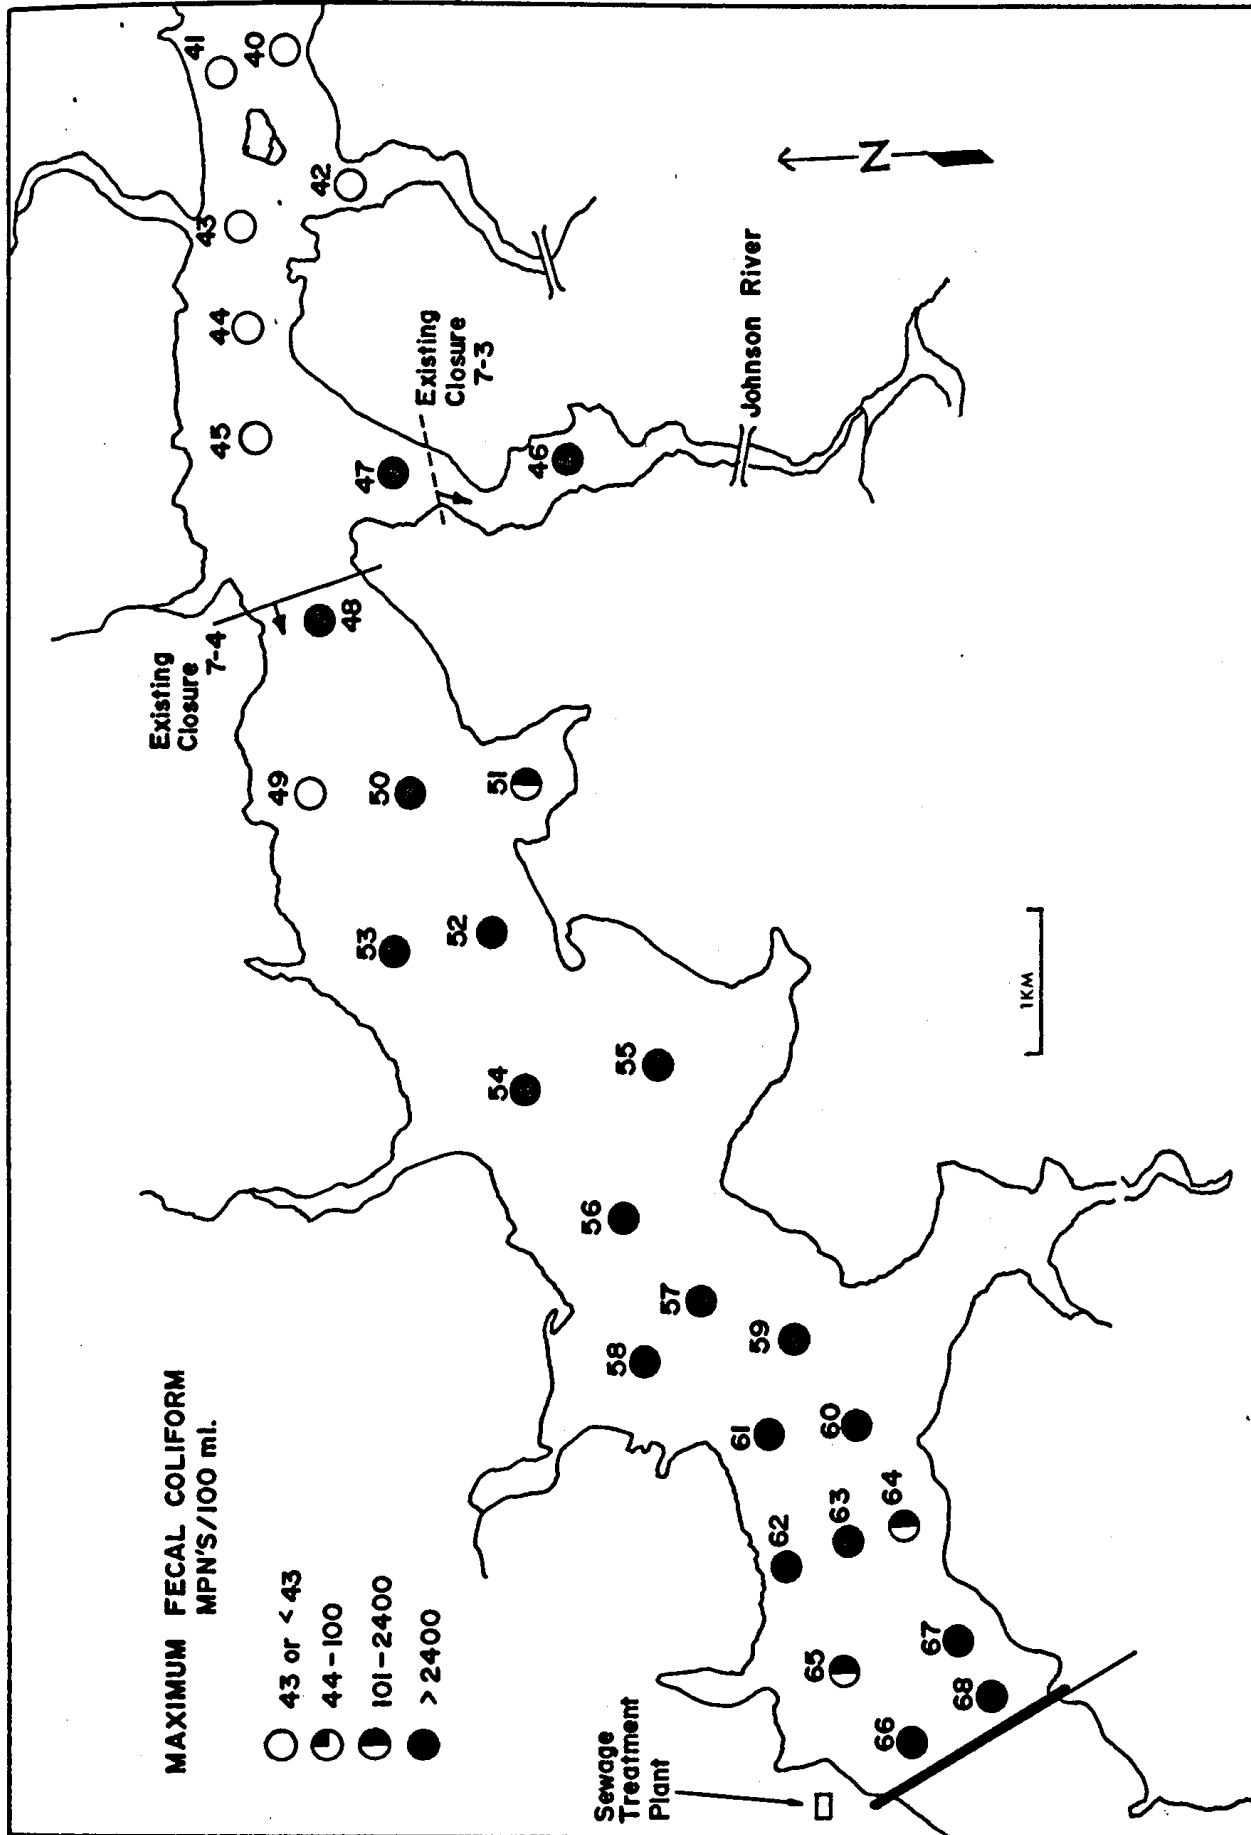 MAXIMUM FECAL COLIFORM
MPN'S/100 ml.
43 or <43
44-100
101-2400
>2400
Sewage
Treatment
Plant
Existing
Closure
7-4
Existing
Closure
7-3
Johnson River
N
1KM
40
41
42
43
44
45
46
47
48
49
50
51
52
53
54
55
56
57
58
59
60
61
62
63
64
65
66
67
68